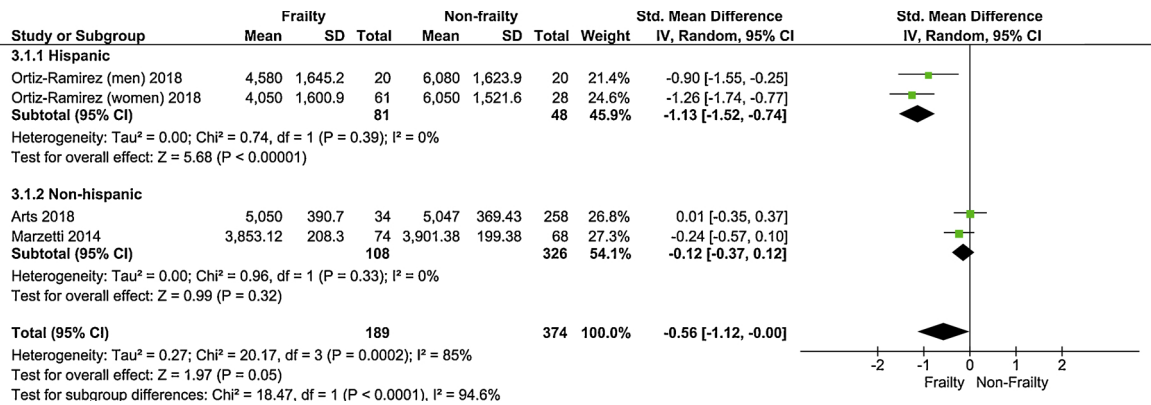 Frailty Non-frailty Std. Mean Difference Std. Mean Difference
Study or Subgroup Mean SD Total Mean SD Total Weight IV, Random, 95% CI IV, Random, 95% CI
3.1.1 Hispanic
Ortiz-Ramirez (men) 2018 4,580 1,645.2 20 6,080 1,623.9 20 21.4% -0.90 [-1.55, -0.25]
Ortiz-Ramirez (women) 2018 4,050 1,600.9 61 6,050 1,521.6 28 24.6% -1.26 [-1.74, -0.77]
Subtotal (95% CI) 81 48 45.9% -1.13 [-1.52, -0.74]
Heterogeneity: Tau² = 0.00; Chi² = 0.74, df = 1 (P = 0.39); I² = 0%
Test for overall effect: Z = 5.68 (P < 0.00001)
3.1.2 Non-hispanic
Arts 2018 5,050 390.7 34 5,047 369.43 258 26.8% 0.01 [-0.35, 0.37]
Marzetti 2014 3,853.12 208.3 74 3,901.38 199.38 68 27.3% -0.24 [-0.57, 0.10]
Subtotal (95% CI) 108 326 54.1% -0.12 [-0.37, 0.12]
Heterogeneity: Tau² = 0.00; Chi² = 0.96, df = 1 (P = 0.33); I² = 0%
Test for overall effect: Z = 0.99 (P = 0.32)
Total (95% CI) 189 374 100.0% -0.56 [-1.12, -0.00]
Heterogeneity: Tau² = 0.27; Chi² = 20.17, df = 3 (P = 0.0002); I² = 85%
Test for overall effect: Z = 1.97 (P = 0.05)
Test for subgroup differences: Chi² = 18.47, df = 1 (P < 0.0001), I² = 94.6%
-2 -1 0 1 2
Frailty Non-Frailty